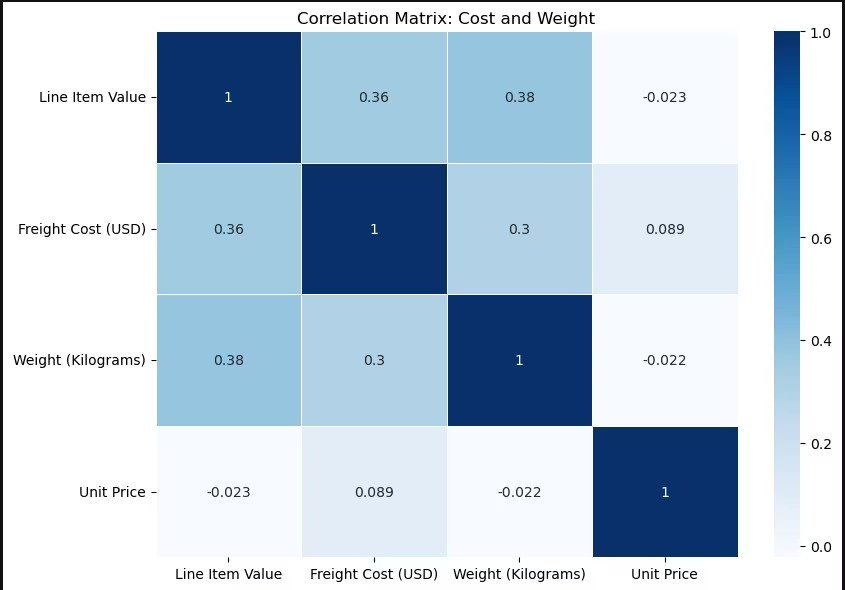 Correlation Matrix: Cost and Weight
Line Item Value 1 0.36 0.38 -0.023
Freight Cost (USD) 0.36 1 0.3 0.089
Weight (Kilograms) 0.38 0.3 1 -0.022
Unit Price -0.023 0.089 -0.022 1
Line Item Value Freight Cost (USD) Weight (Kilograms) Unit Price
1.0
0.8
0.6
0.4
0.2
0.0